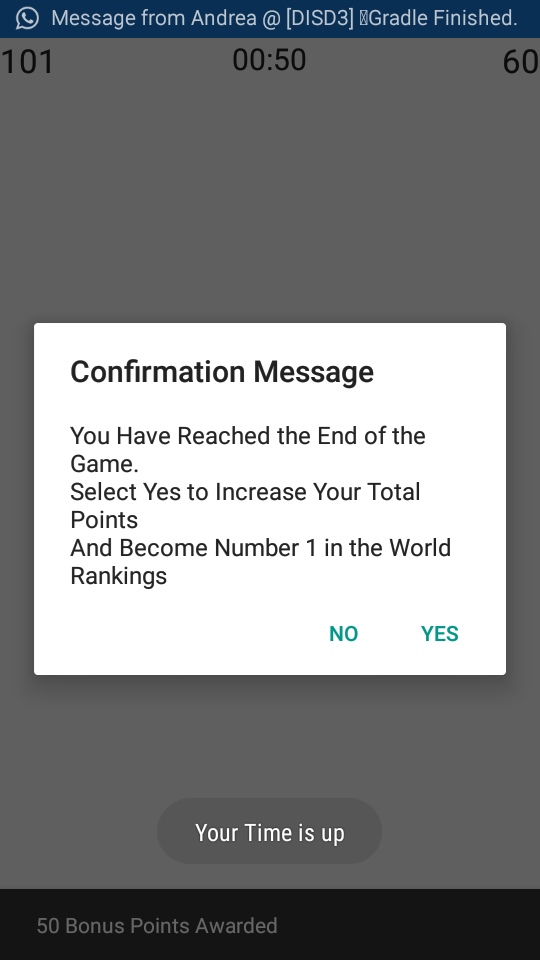 Message from Andrea @ [DISD3] Gradle Finished.
101 00:50 60
Confirmation Message
You Have Reached the End of the
Game.
Select Yes to Increase Your Total
Points
And Become Number 1 in the World
Rankings
NO YES
Your Time is up
50 Bonus Points Awarded